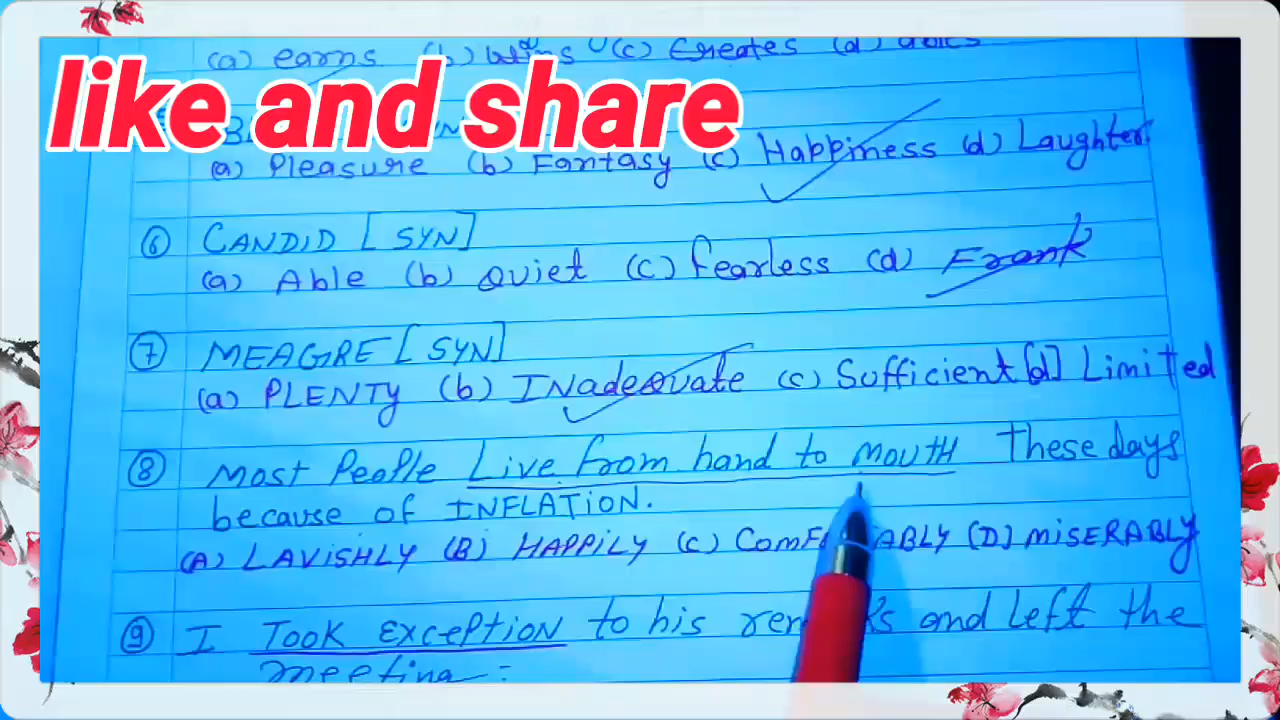 (a) earns (b) (c) Creates (d)
like and share
(a) Pleasure (b) Fantasy (c) Happiness (d) Laughter
⑥ CANDID [SYN]
(a) Able (b) Quiet (c) fearless (d) Frank
⑦ MEAGRE [SYN]
(a) PLENTY (b) INadequate (c) Sufficient [d] Limited
⑧ Most People Live from hand to MOUTH These days
because of INFLATION.
(A) LAVISHLY (B) HAPPILY (C) (D) MISERABLY
⑨ I TOOK EXCEPTION to his and left the
meeting :